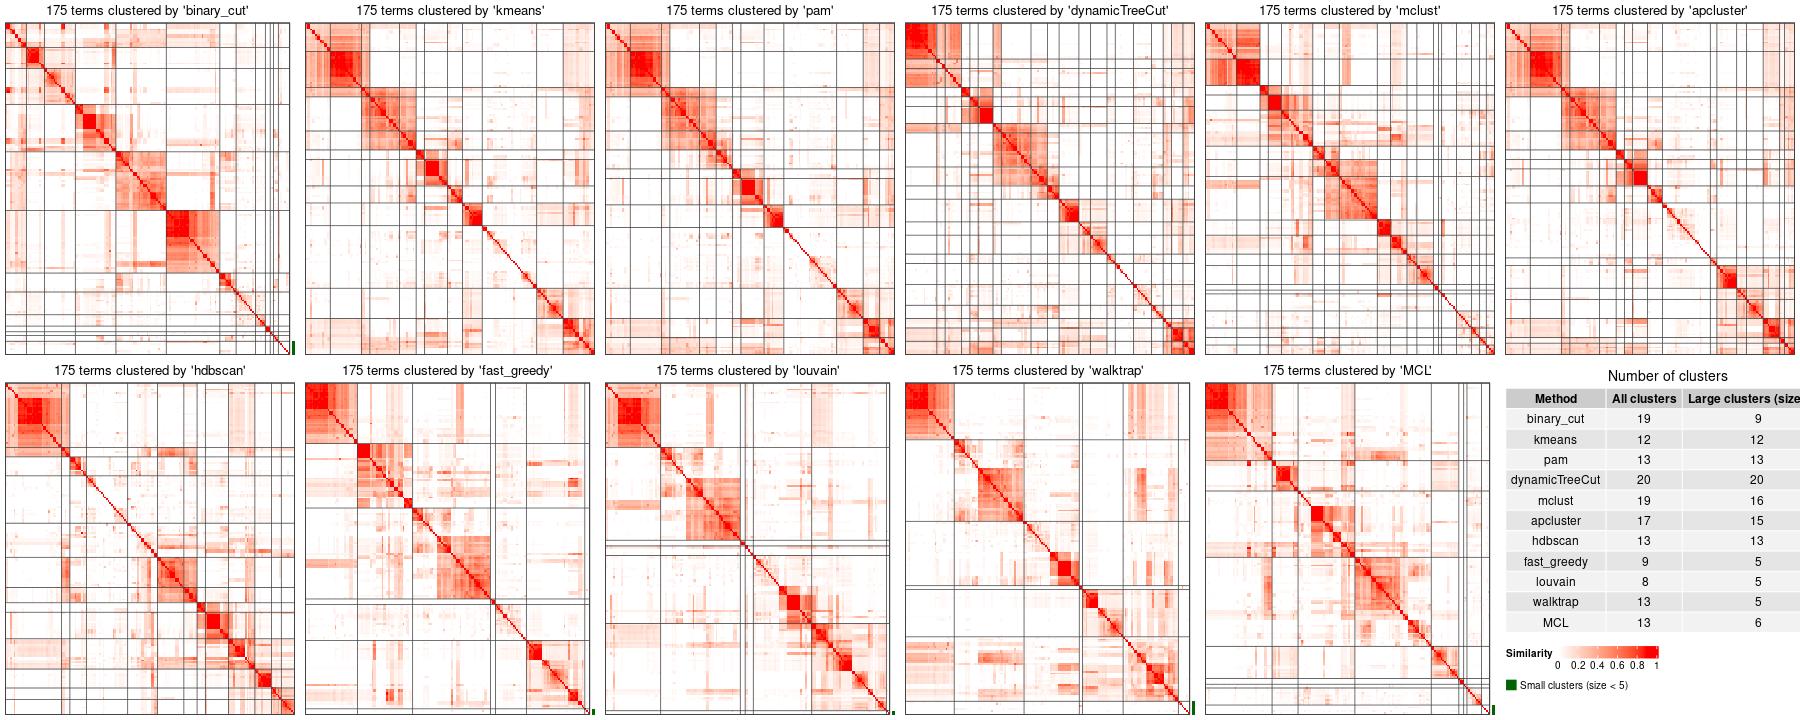 175 terms clustered by 'binary_cut'
175 terms clustered by 'kmeans'
175 terms clustered by 'pam'
175 terms clustered by 'dynamicTreeCut'
175 terms clustered by 'mclust'
175 terms clustered by 'apcluster'
175 terms clustered by 'hdbscan'
175 terms clustered by 'fast_greedy'
175 terms clustered by 'louvain'
175 terms clustered by 'walktrap'
175 terms clustered by 'MCL'
Number of clusters
Method All clusters Large clusters (size
binary_cut 19 9
kmeans 12 12
pam 13 13
dynamicTreeCut 20 20
mclust 19 16
apcluster 17 15
hdbscan 13 13
fast_greedy 9 5
louvain 8 5
walktrap 13 5
MCL 13 6
Similarity
0 0.2 0.4 0.6 0.8 1
Small clusters (size < 5)